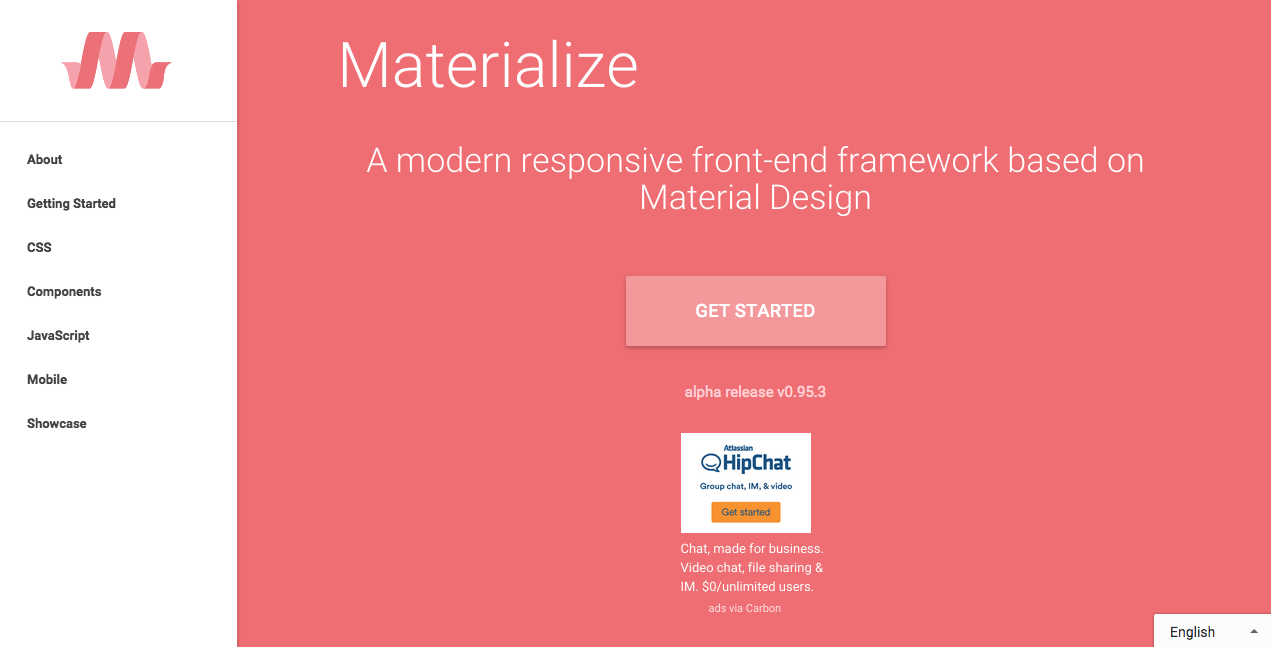 About
Getting Started
CSS
Components
JavaScript
Mobile
Showcase
Materialize
A modern responsive front-end framework based on
Material Design
GET STARTED
alpha release v0.95.3
Atlassian
HipChat
Group chat, IM, & video
Get started
Chat, made for business.
Video chat, file sharing &
IM. $0/unlimited users.
ads via Carbon
English